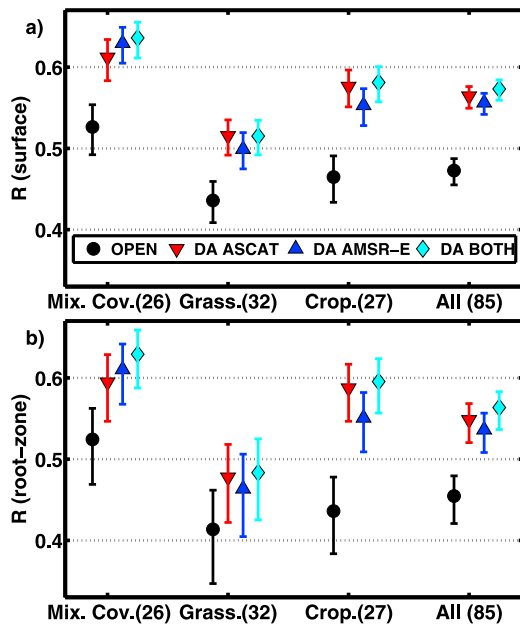 a)
R (surface)
0.6
0.5
0.4
OPEN DA ASCAT DA AMSR-E DA BOTH
Mix. Cov.(26) Grass.(32) Crop.(27) All (85)
b)
R (root-zone)
0.6
0.5
0.4
Mix. Cov.(26) Grass.(32) Crop.(27) All (85)